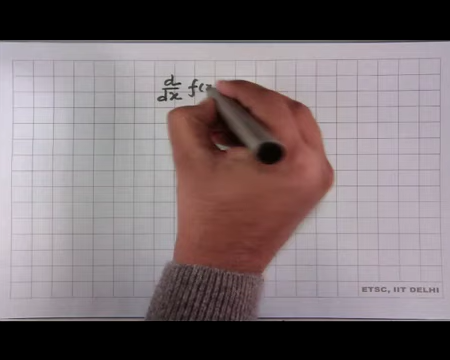 d/dx f(x
ETSC, IIT DELHI